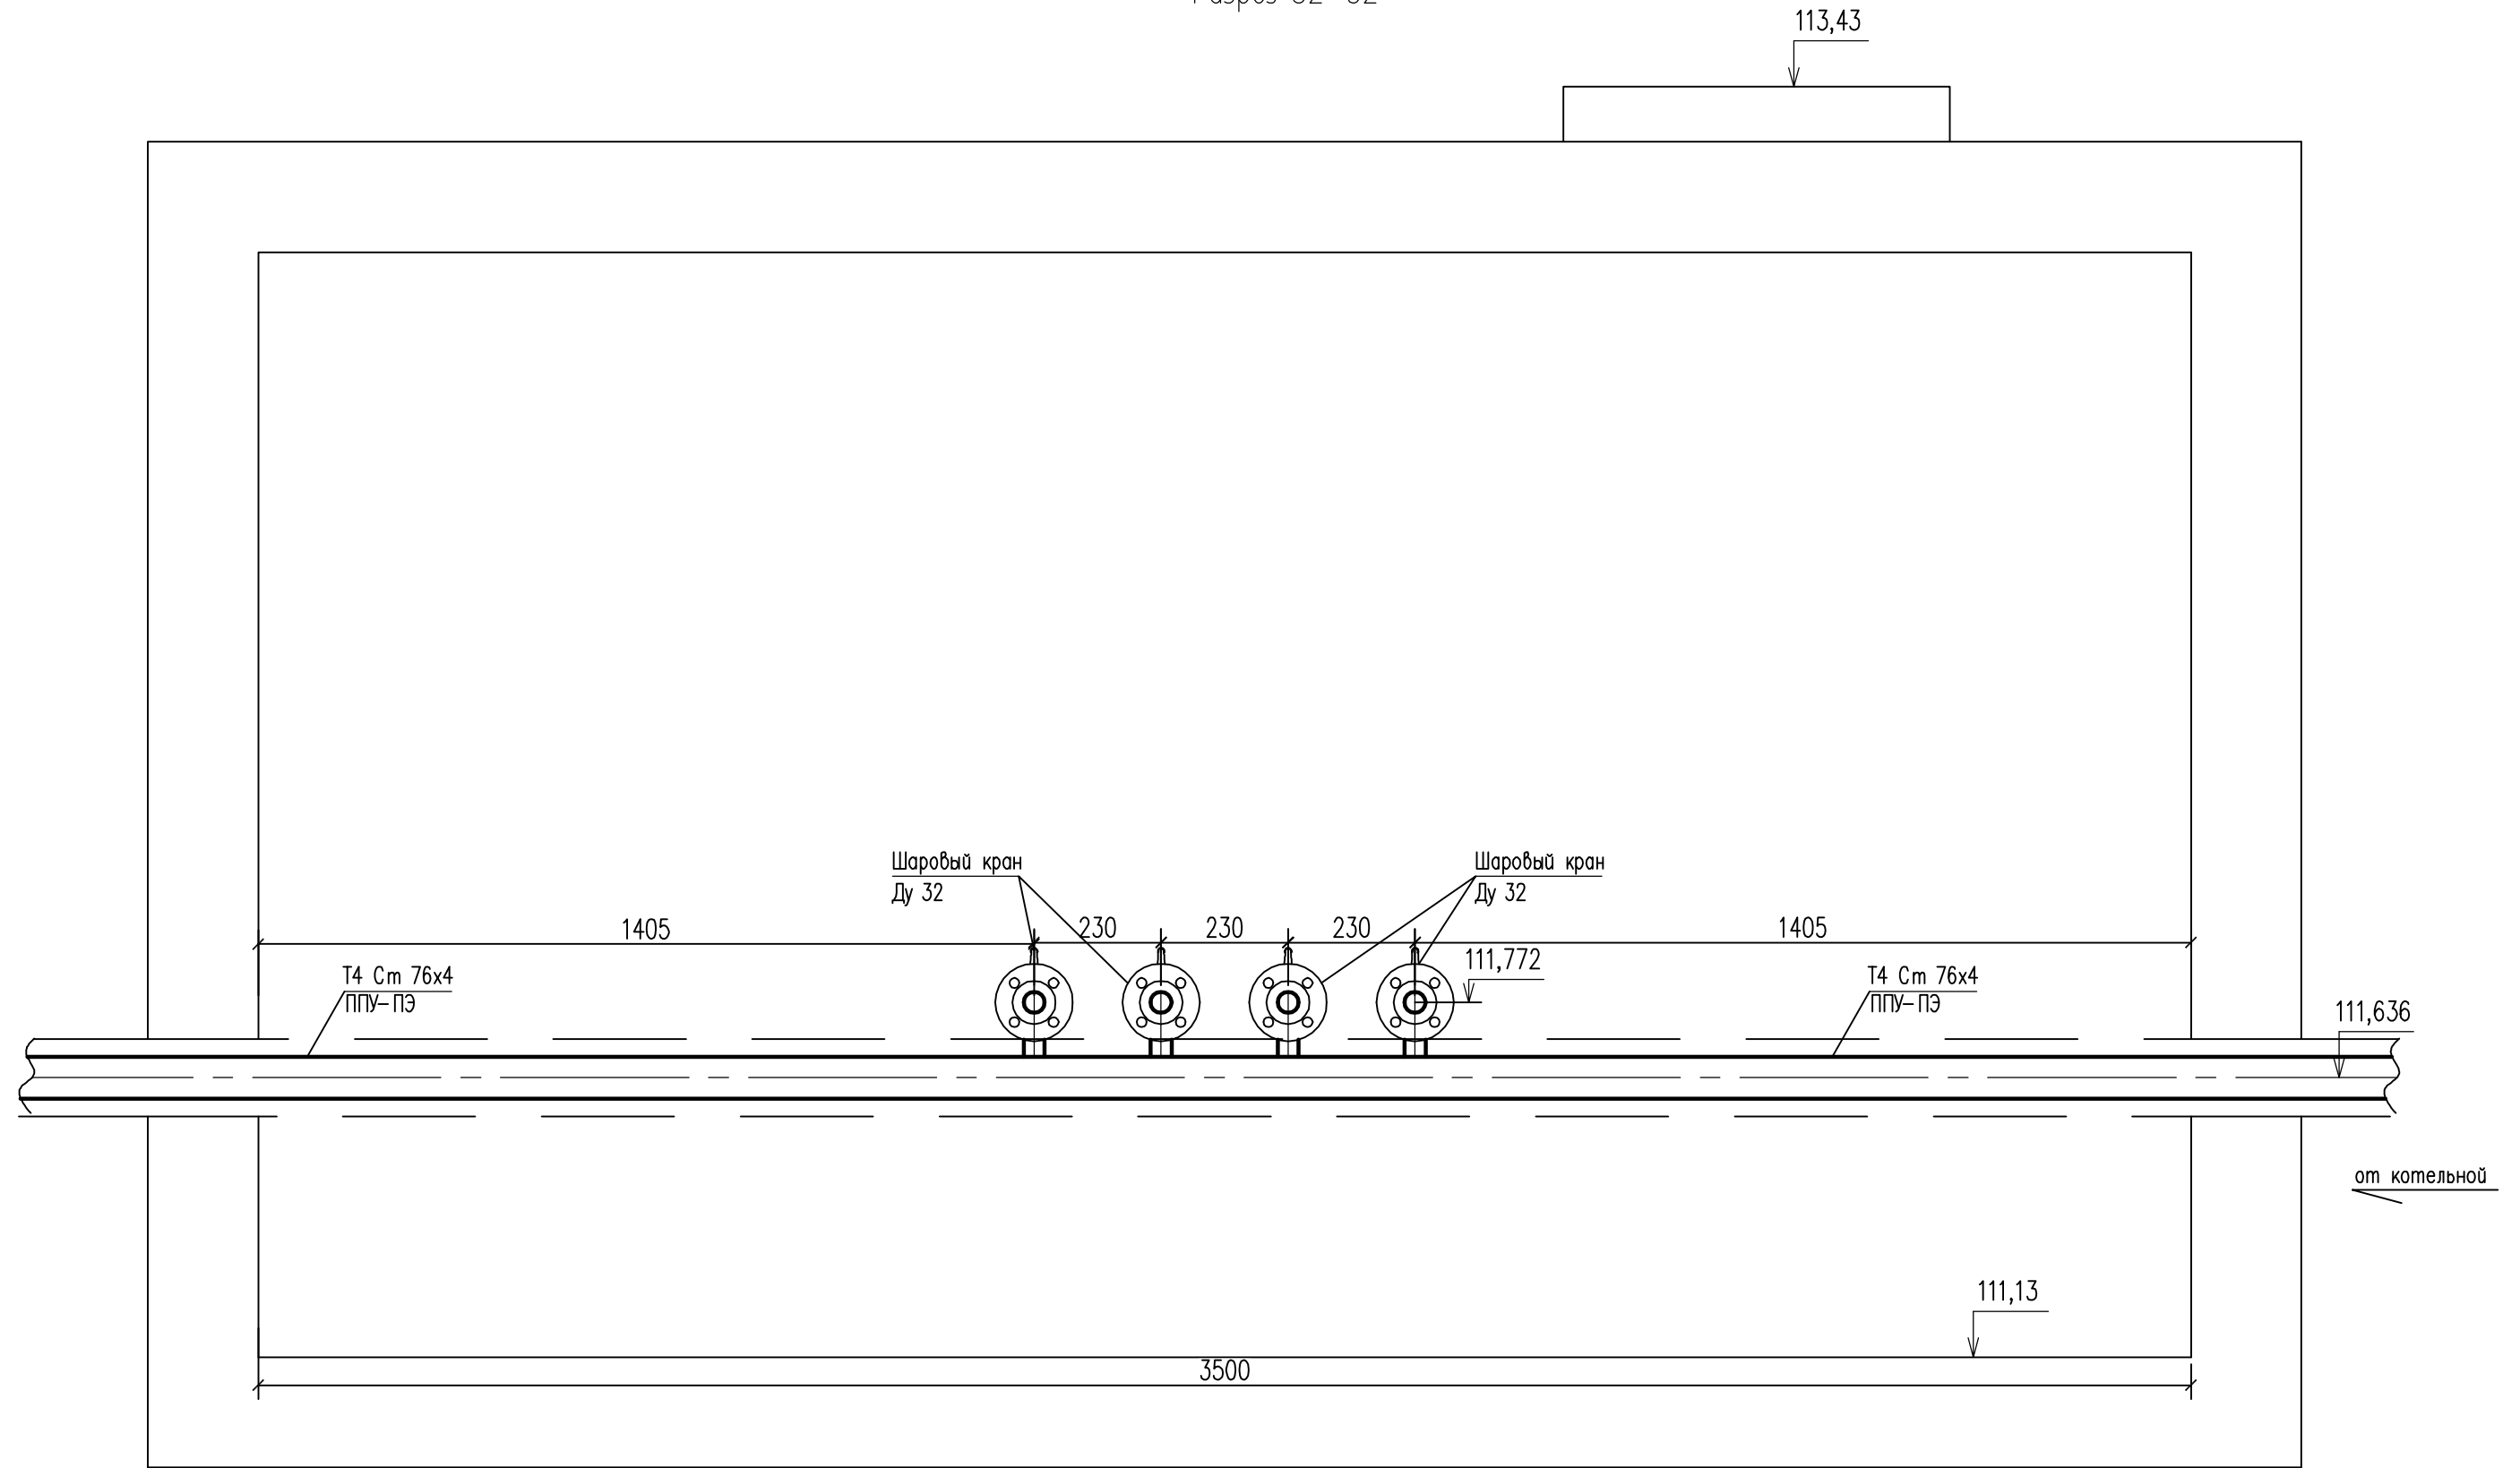 113,43
Шаровый кран
Ду 32
Шаровый кран
Ду 32
1405
230
230
230
1405
111,772
Т4 Ст 76х4
ППУ-ПЭ
Т4 Ст 76х4
ППУ-ПЭ
111,636
от котельной
111,13
3500